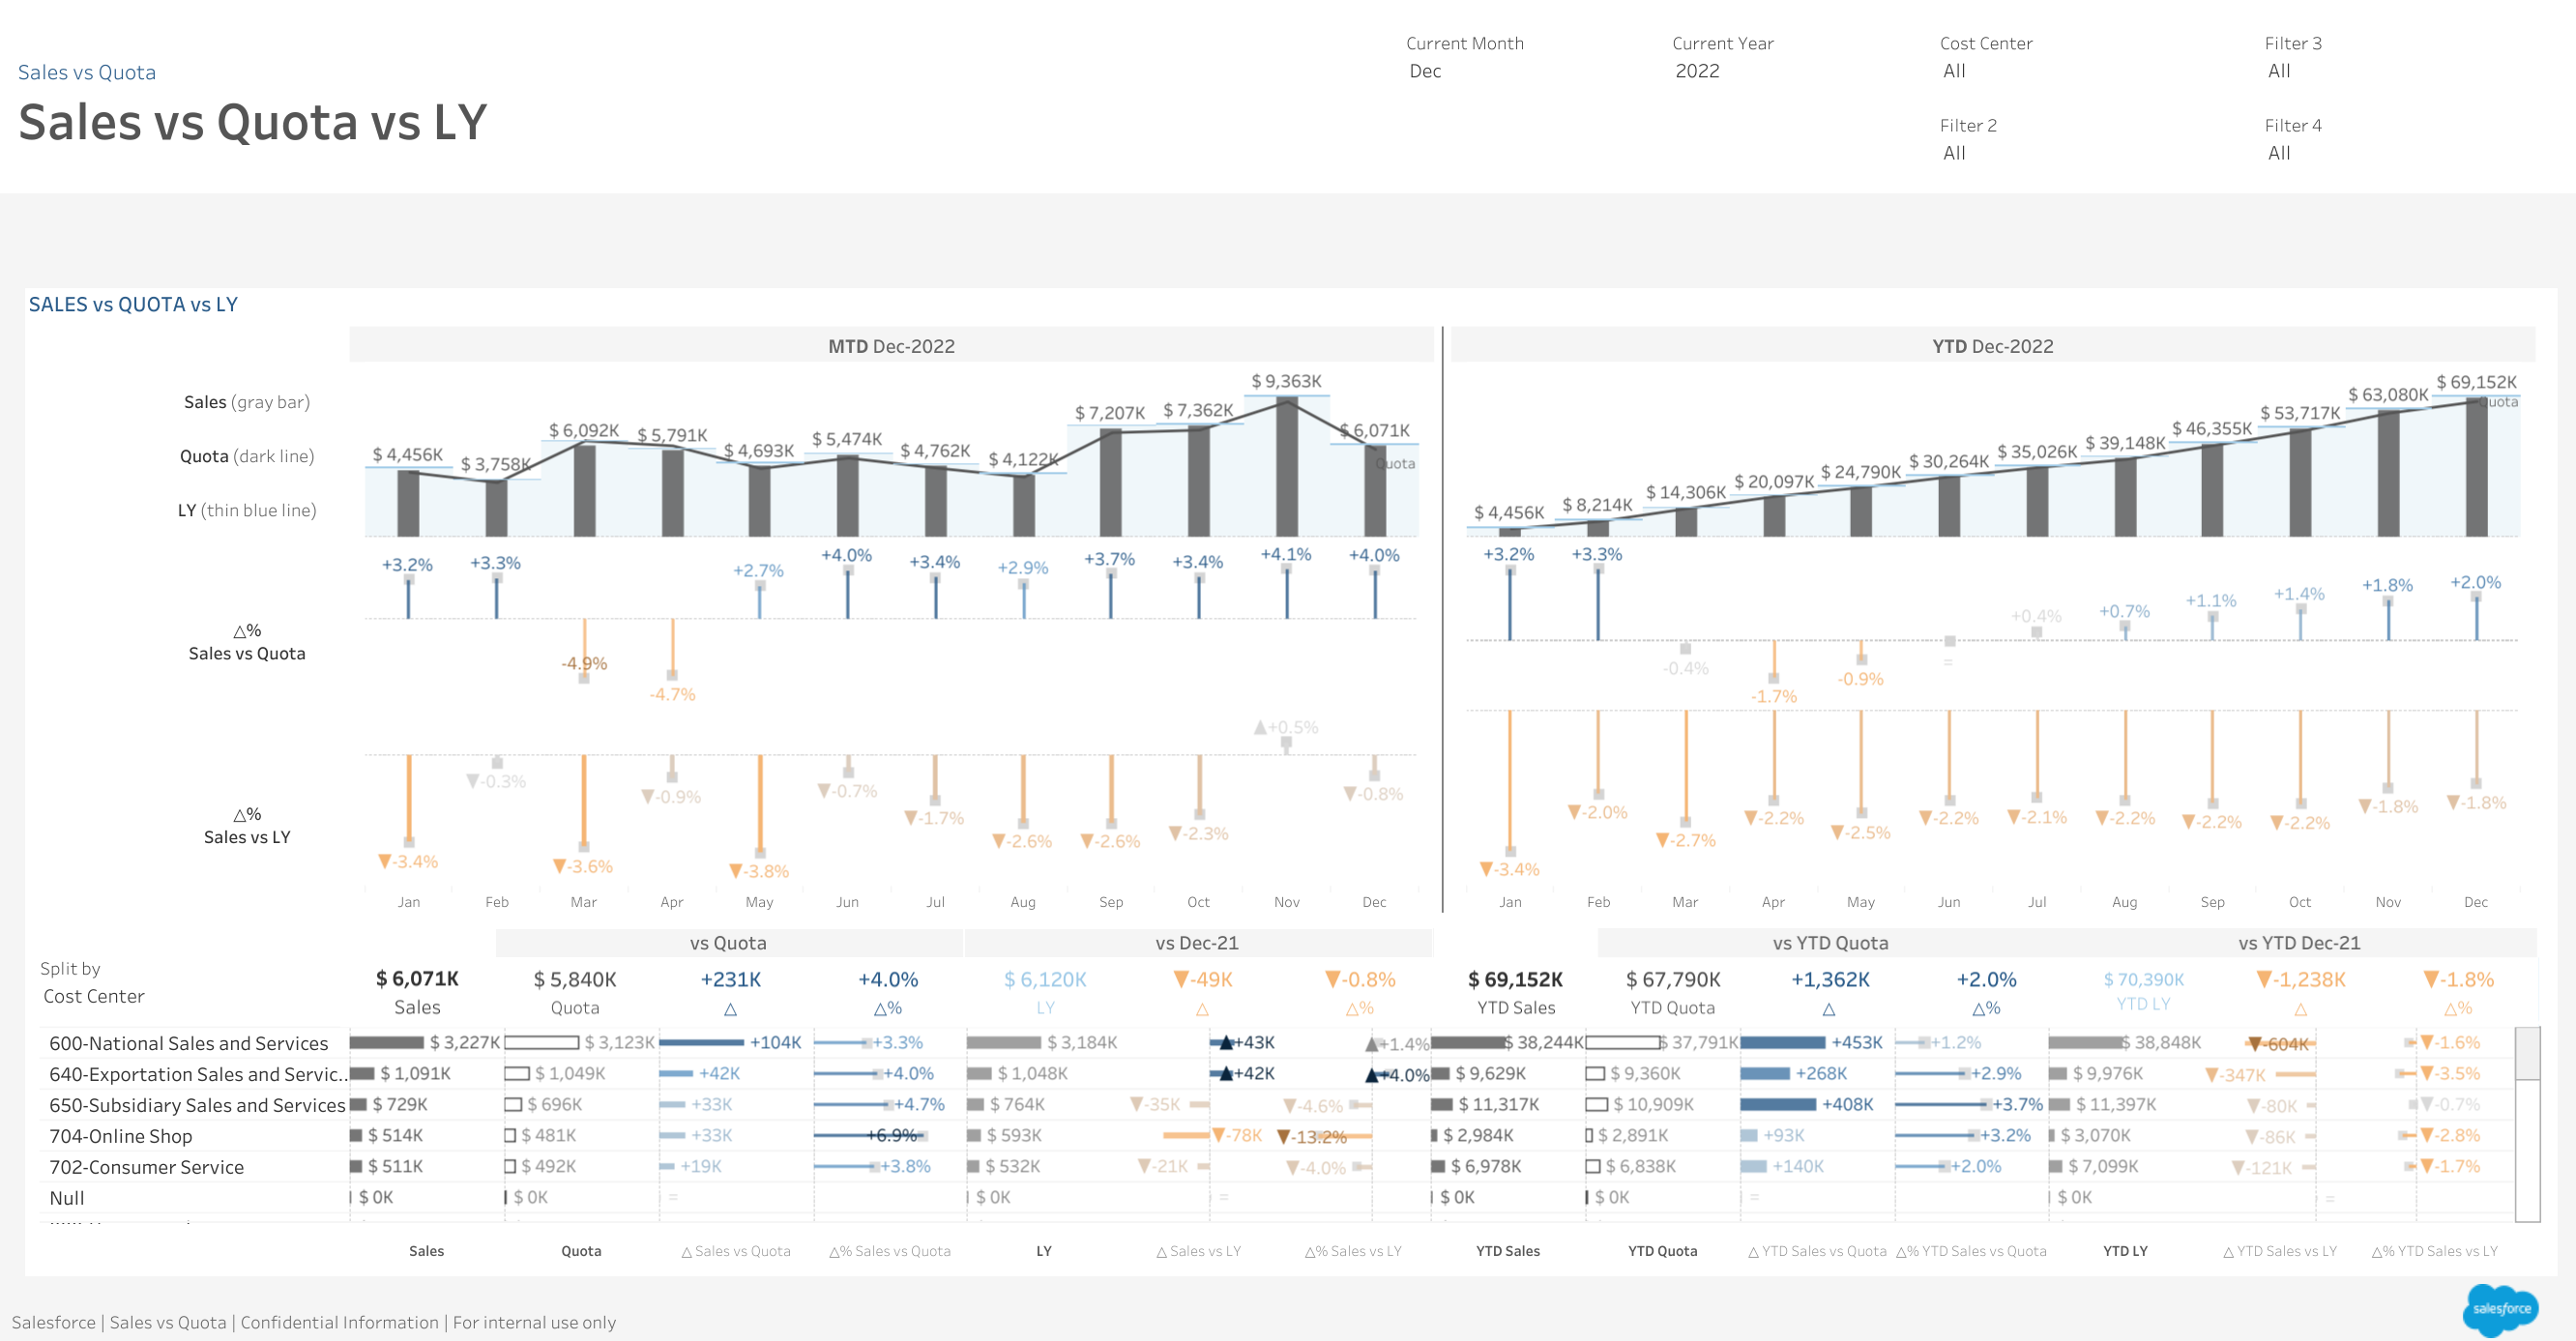 Sales vs Quota
Sales vs Quota vs LY
Current Month
Dec
Current Year
2022
Cost Center
All
Filter 3
All
Filter 2
All
Filter 4
All
SALES vs QUOTA vs LY
MTD Dec-2022
YTD Dec-2022
Sales (gray bar)
Quota (dark line)
LY (thin blue line)
$ 4,456K $ 3,758K $ 6,092K $ 5,791K $ 4,693K $ 5,474K $ 4,762K $ 4,122K $ 7,207K $ 7,362K $ 9,363K $ 6,071K
Quota
$ 4,456K $ 8,214K $ 14,306K $ 20,097K $ 24,790K $ 30,264K $ 35,026K $ 39,148K $ 46,355K $ 53,717K $ 63,080K $ 69,152K
Quota
△%
Sales vs Quota
+3.2% +3.3% -4.9% -4.7% +2.7% +4.0% +3.4% +2.9% +3.7% +3.4% +4.1% +4.0%
+3.2% +3.3% -0.4% -1.7% -0.9% = +0.4% +0.7% +1.1% +1.4% +1.8% +2.0%
△%
Sales vs LY
▼-3.4% ▼-0.3% ▼-3.6% ▼-0.9% ▼-3.8% ▼-0.7% ▼-1.7% ▼-2.6% ▼-2.6% ▼-2.3% ▲+0.5% ▼-0.8%
▼-3.4% ▼-2.0% ▼-2.7% ▼-2.2% ▼-2.5% ▼-2.2% ▼-2.1% ▼-2.2% ▼-2.2% ▼-2.2% ▼-1.8% ▼-1.8%
Jan Feb Mar Apr May Jun Jul Aug Sep Oct Nov Dec
Jan Feb Mar Apr May Jun Jul Aug Sep Oct Nov Dec
vs Quota vs Dec-21 vs YTD Quota vs YTD Dec-21
Split by
Cost Center
$ 6,071K $ 5,840K +231K +4.0% $ 6,120K ▼-49K ▼-0.8% $ 69,152K $ 67,790K +1,362K +2.0% $ 70,390K ▼-1,238K ▼-1.8%
Sales Quota △ △% LY △ △% YTD Sales YTD Quota △ △% YTD LY △ △%
600-National Sales and Services $ 3,227K $ 3,123K +104K +3.3% $ 3,184K ▲+43K ▲+1.4% $ 38,244K $ 37,791K +453K +1.2% $ 38,848K ▼-604K ▼-1.6%
640-Exportation Sales and Servic.. $ 1,091K $ 1,049K +42K +4.0% $ 1,048K ▲+42K ▲+4.0% $ 9,629K $ 9,360K +268K +2.9% $ 9,976K ▼-347K ▼-3.5%
650-Subsidiary Sales and Services $ 729K $ 696K +33K +4.7% $ 764K ▼-35K ▼-4.6% $ 11,317K $ 10,909K +408K +3.7% $ 11,397K ▼-80K ▼-0.7%
704-Online Shop $ 514K $ 481K +33K +6.9% $ 593K ▼-78K ▼-13.2% $ 2,984K $ 2,891K +93K +3.2% $ 3,070K ▼-86K ▼-2.8%
702-Consumer Service $ 511K $ 492K +19K +3.8% $ 532K ▼-21K ▼-4.0% $ 6,978K $ 6,838K +140K +2.0% $ 7,099K ▼-121K ▼-1.7%
Null $ 0K $ 0K = $ 0K = $ 0K $ 0K = $ 0K =
Sales Quota △ Sales vs Quota △% Sales vs Quota LY △ Sales vs LY △% Sales vs LY YTD Sales YTD Quota △ YTD Sales vs Quota △% YTD Sales vs Quota YTD LY △ YTD Sales vs LY △% YTD Sales vs LY
Salesforce | Sales vs Quota | Confidential Information | For internal use only
salesforce